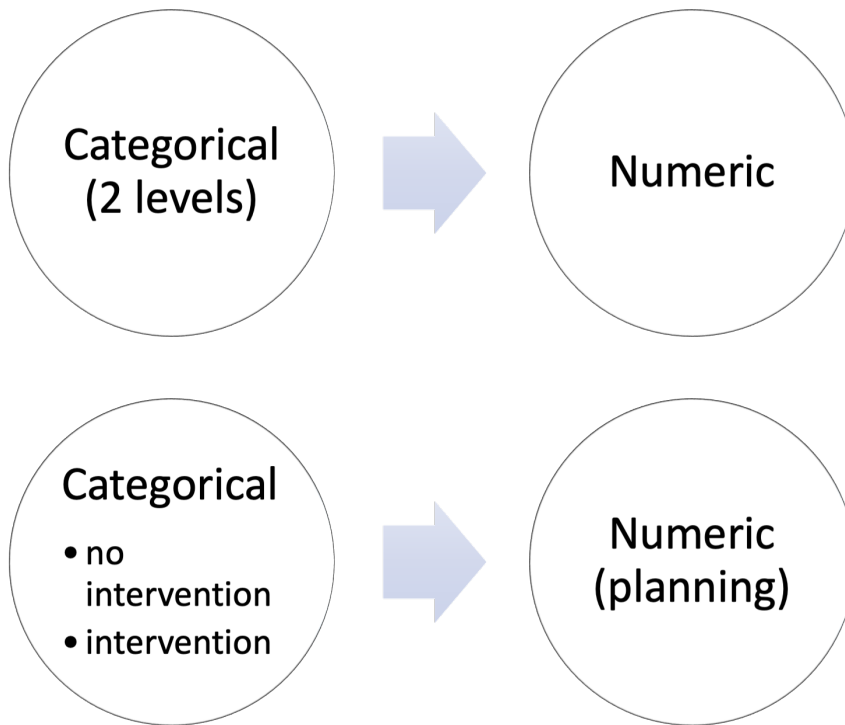 Categorical
(2 levels)
Numeric
Categorical
• no
intervention
• intervention
Numeric
(planning)